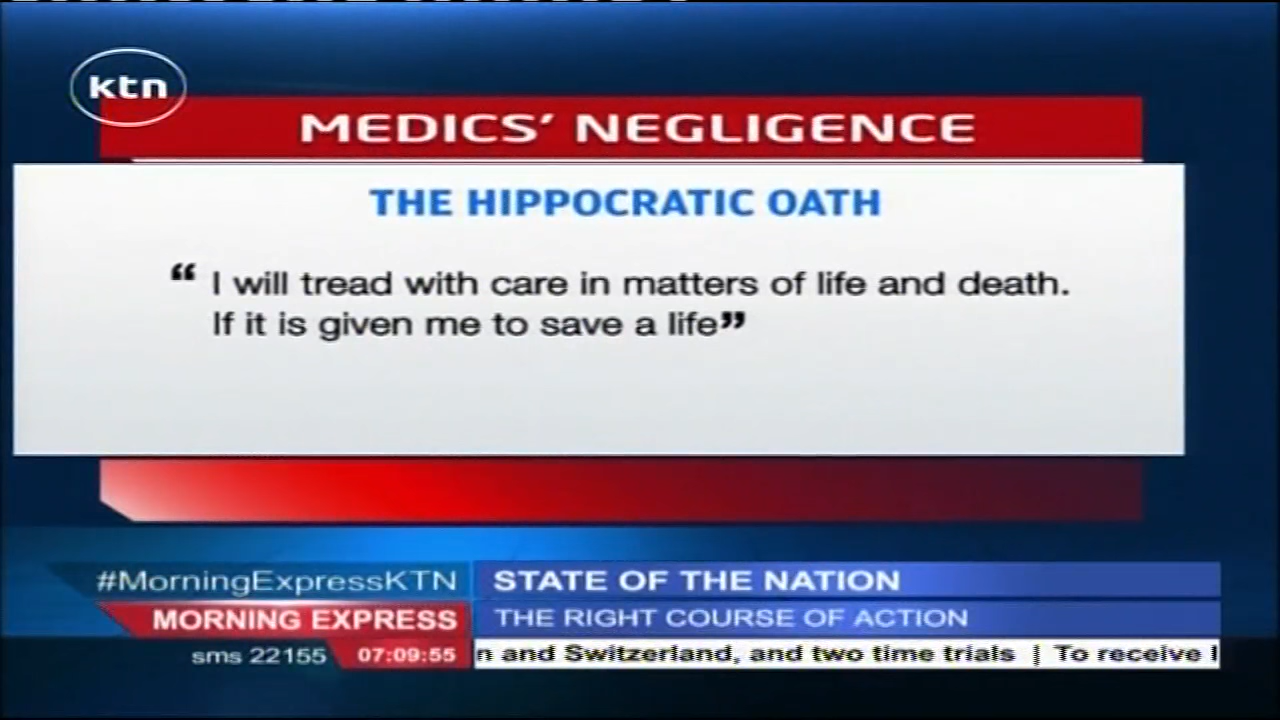 ktn
MEDICS’ NEGLIGENCE
THE HIPPOCRATIC OATH
“ I will tread with care in matters of life and death.
If it is given me to save a life”
#MorningExpressKTN
STATE OF THE NATION
MORNING EXPRESS
THE RIGHT COURSE OF ACTION
sms 22155
07:09:55
and Switzerland, and two time trials | To receive